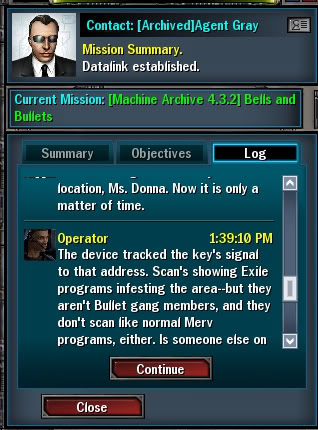 Contact: [Archived]Agent Gray
Mission Summary.
Datalink established.
Current Mission: [Machine Archive 4.3.2] Bells and
Bullets
Summary
Objectives
Log
location, Ms. Donna. Now it is only a
matter of time.
Operator 1:39:10 PM
The device tracked the key's signal
to that address. Scan's showing Exile
programs infesting the area--but they
aren't Bullet gang members, and they
don't scan like normal Merv
programs, either. Is someone else on
Continue
Close